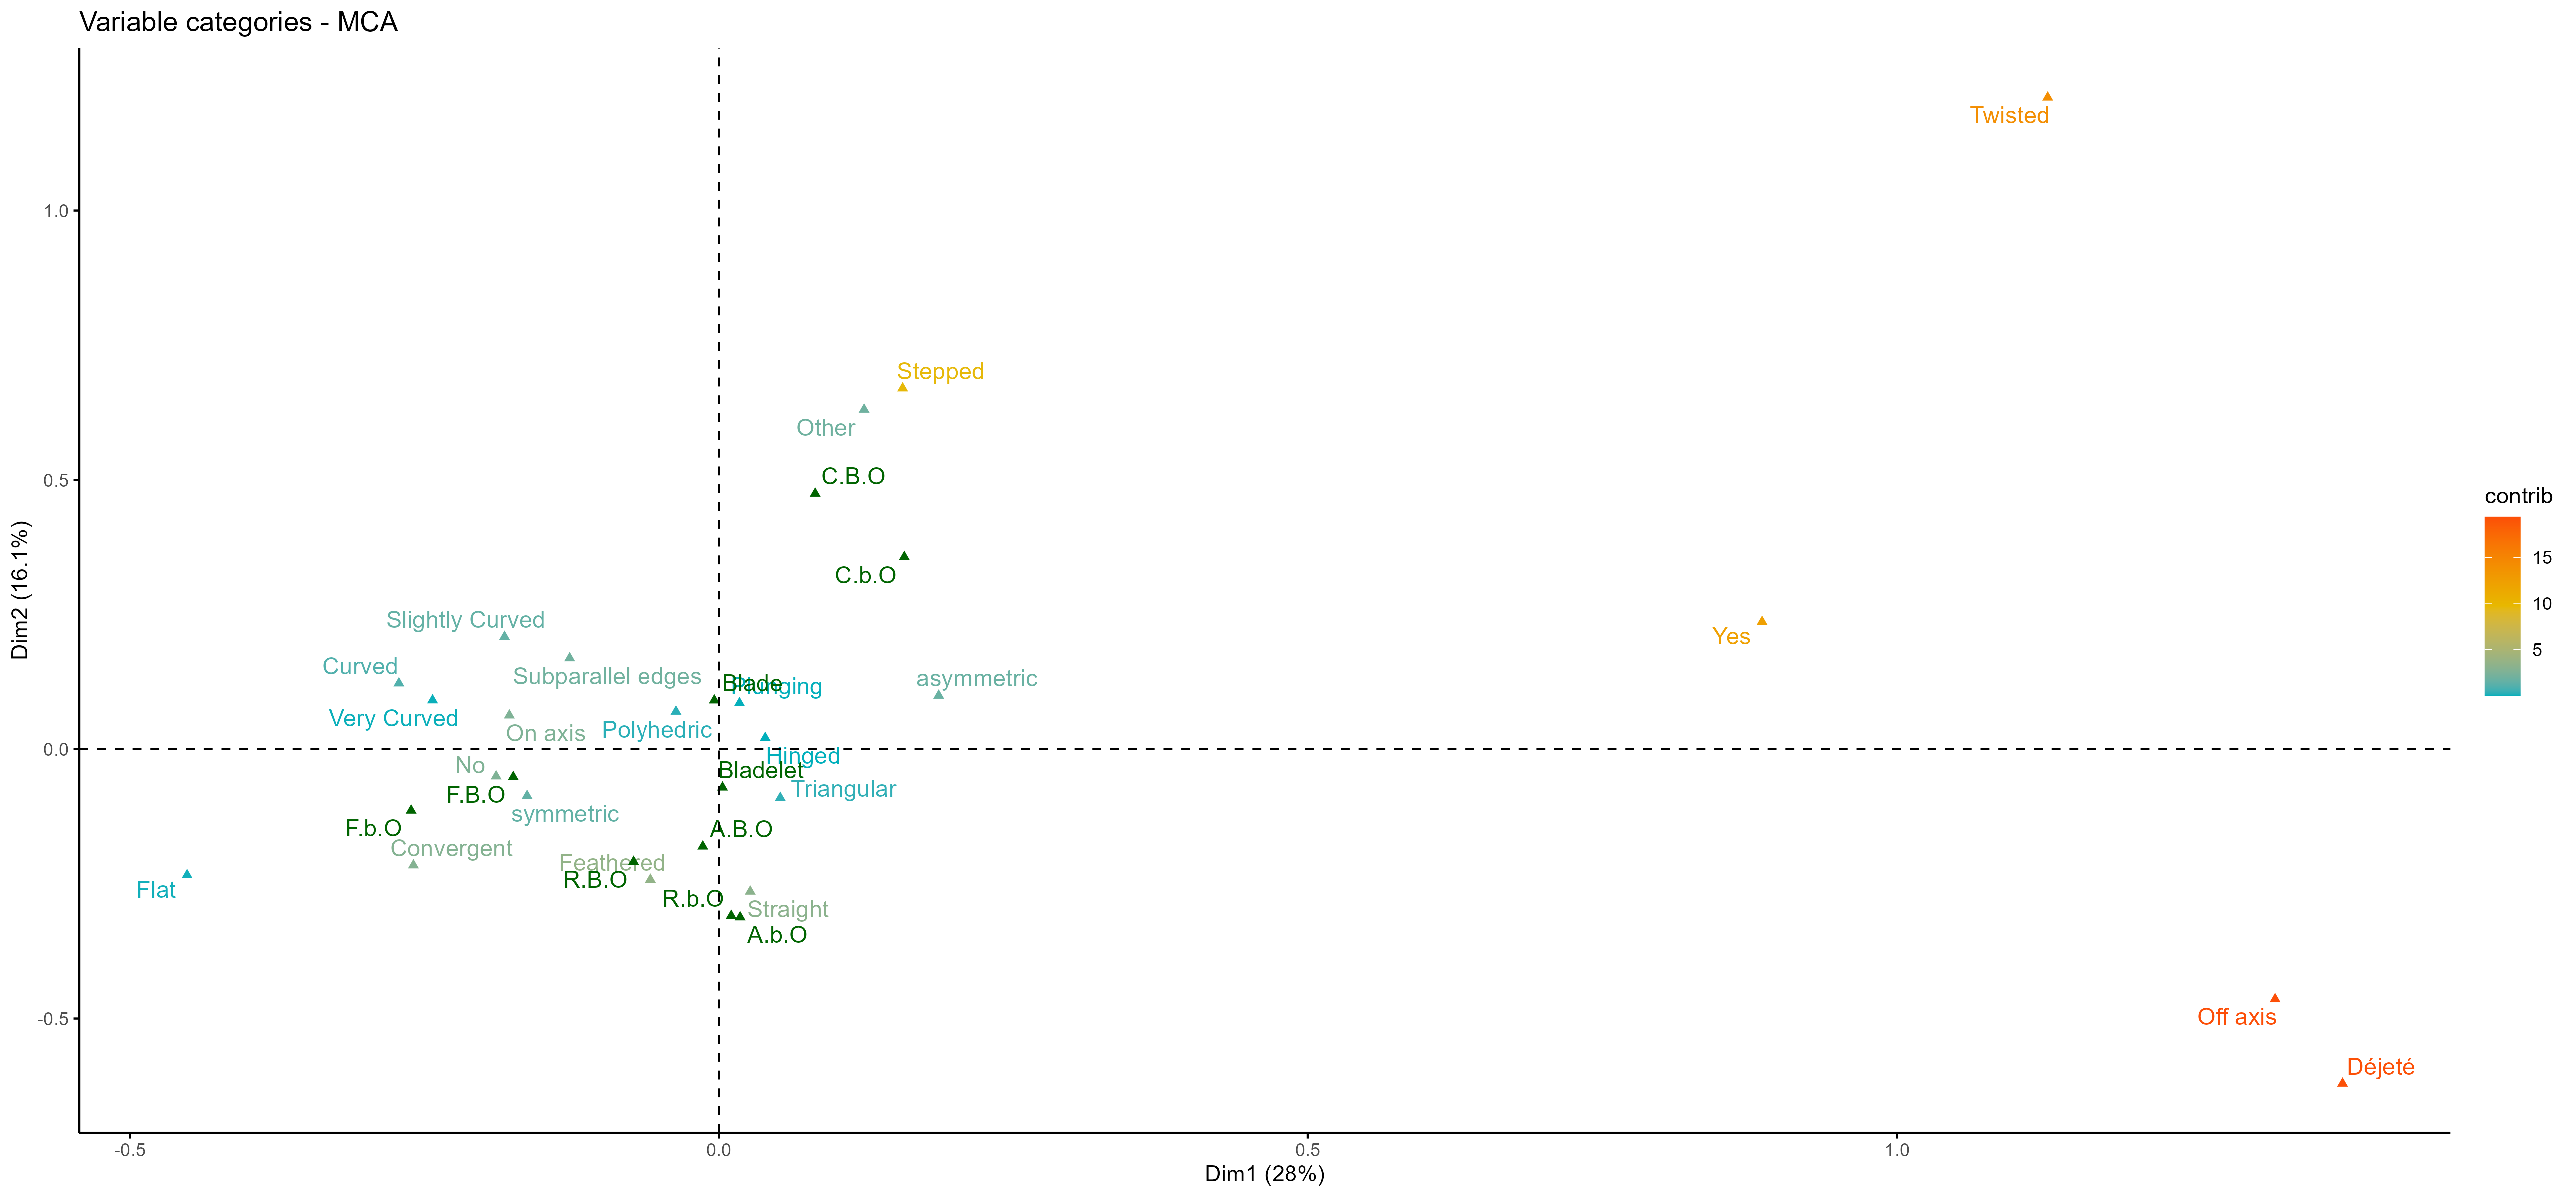 Variable categories - MCA
Twisted
1.0
Stepped
Other
C.B.O
0.5
contrib
15
C.b.O
10
Slightly Curved
Yes
5
Curved
Subparallel edges
asymmetric
Blade
Plunging
Very Curved
On axis
Polyhedric
0.0
Hinged
No
Bladelet
F.B.O
Triangular
symmetric
F.b.O
A.B.O
Convergent
Feathered
R.B.O
Flat
R.b.O
Straight
A.b.O
-0.5
Off axis
Déjeté
Dim2 (16.1%)
-0.5
0.0
0.5
1.0
Dim1 (28%)